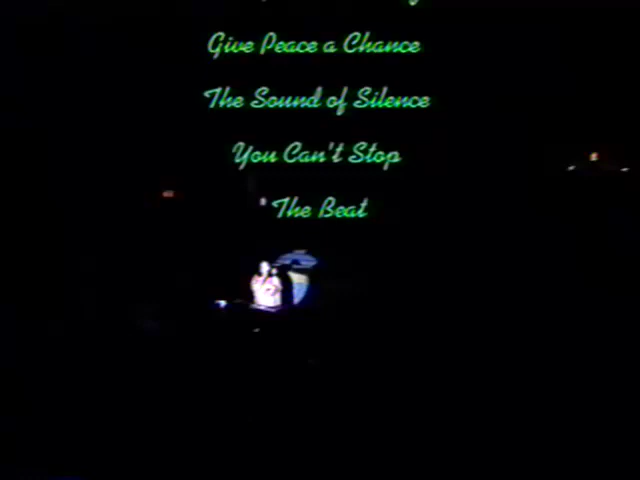 Give Peace a Chance
The Sound of Silence
You Can't Stop
The Beat